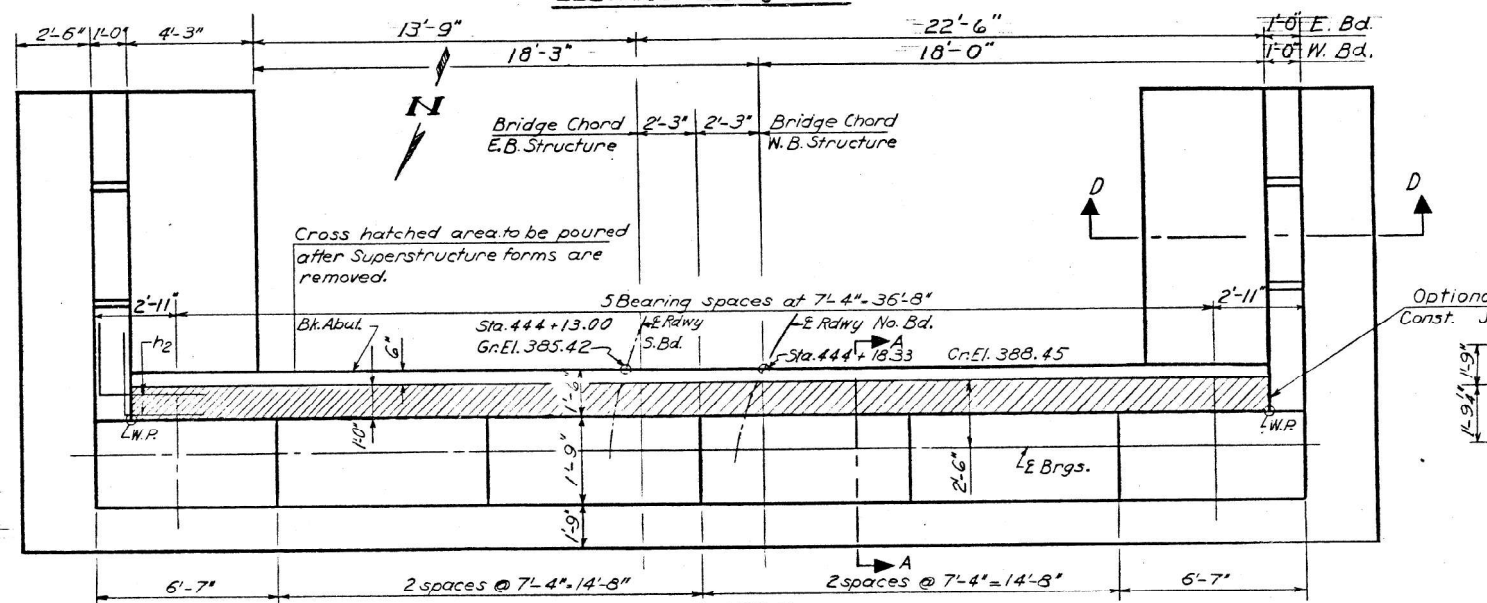 2'-6" 1'-0" 4'-3" 13'-9" 22'-6" 1'-0" E. Bd.
18'-3" 18'-0" 1'-0" W. Bd.
N
Bridge Chord 2'-3" 2'-3" Bridge Chord
E.B. Structure W.B. Structure
D D
Cross hatched area to be poured
after Superstructure forms are
removed.
2'-11" 5 Bearing spaces at 7'-4"=36'-8" 2'-11"
Const.
h2
Bk. Abut. 6"
Sta. 444+13.00 ℄ Rdwy ℄ Rdwy No. Bd.
Gr. El. 385.42 S. Bd. A
Sta. 444+18.33 Gr. El. 388.45
1'-6"
1'-9"
W.P. 1'-0" W.P.
1'-9" 2'-6" ℄ Brgs.
1'-9"
A
6'-7" 2 spaces @ 7'-4"=14'-8" 2 spaces @ 7'-4"=14'-8" 6'-7"